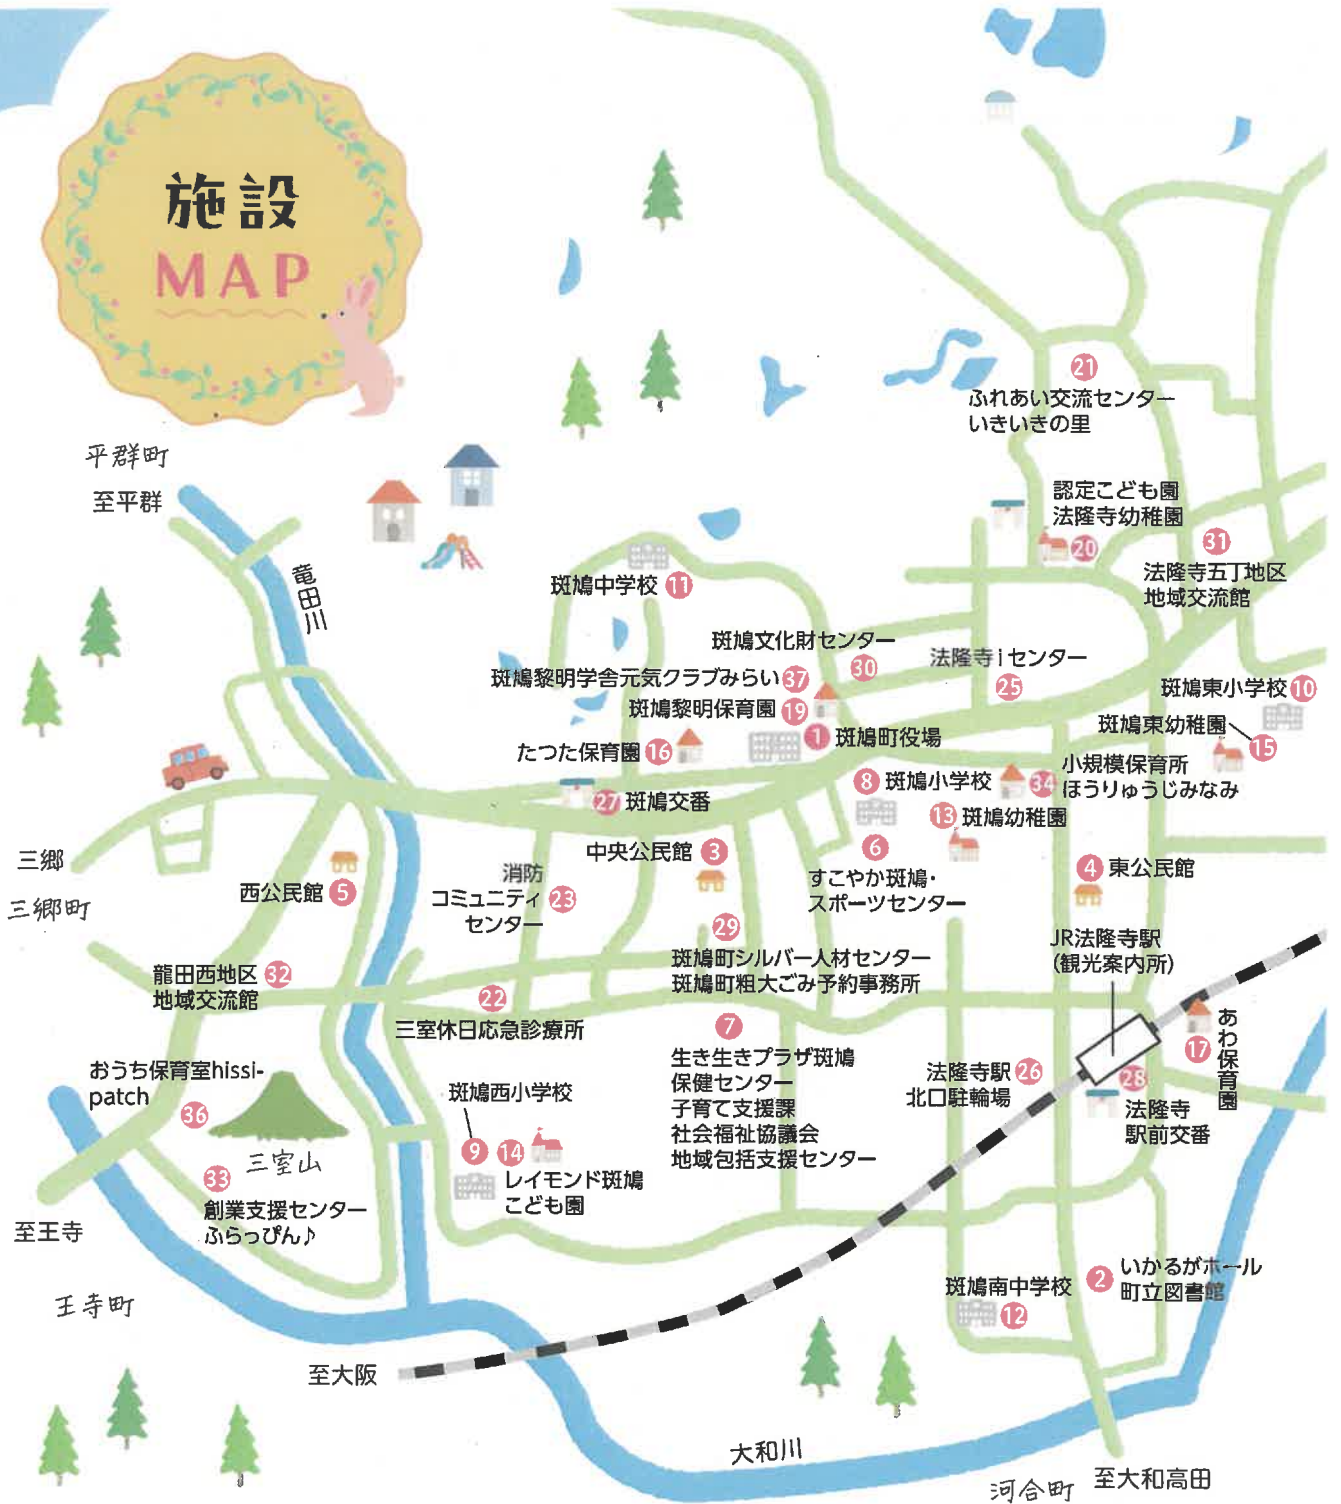 施設
MAP
平群町
至平群
竜田川
21
ふれあい交流センター
いきいきの里
認定こども園
法隆寺幼稚園
20
31
法隆寺五丁地区
地域交流館
斑鳩中学校 11
斑鳩文化財センター
30
法隆寺iセンター
25
斑鳩黎明学舎元気クラブみらい 37
斑鳩黎明保育園 19
斑鳩東小学校 10
斑鳩東幼稚園
15
1 斑鳩町役場
たつた保育園 16
27 斑鳩交番
8 斑鳩小学校
34 小規模保育所
ほうりゅうじみなみ
13 斑鳩幼稚園
6
すこやか斑鳩・
スポーツセンター
中央公民館 3
4 東公民館
三郷
三郷町
西公民館 5
消防
コミュニティ
センター
23
29
斑鳩町シルバー人材センター
斑鳩町粗大ごみ予約事務所
JR法隆寺駅
(観光案内所)
龍田西地区
地域交流館
32
22
三室休日応急診療所
7
生き生きプラザ斑鳩
保健センター
子育て支援課
社会福祉協議会
地域包括支援センター
あわ保育園
17
法隆寺駅
北口駐輪場
26
28
法隆寺
駅前交番
おうち保育室hissi-
patch
36
三室山
斑鳩西小学校
9
14
レイモンド斑鳩
こども園
33
創業支援センター
ふらっぴん♪
至王寺
王寺町
斑鳩南中学校
12
2 いかるがホール
町立図書館
至大阪
大和川
河合町
至大和高田